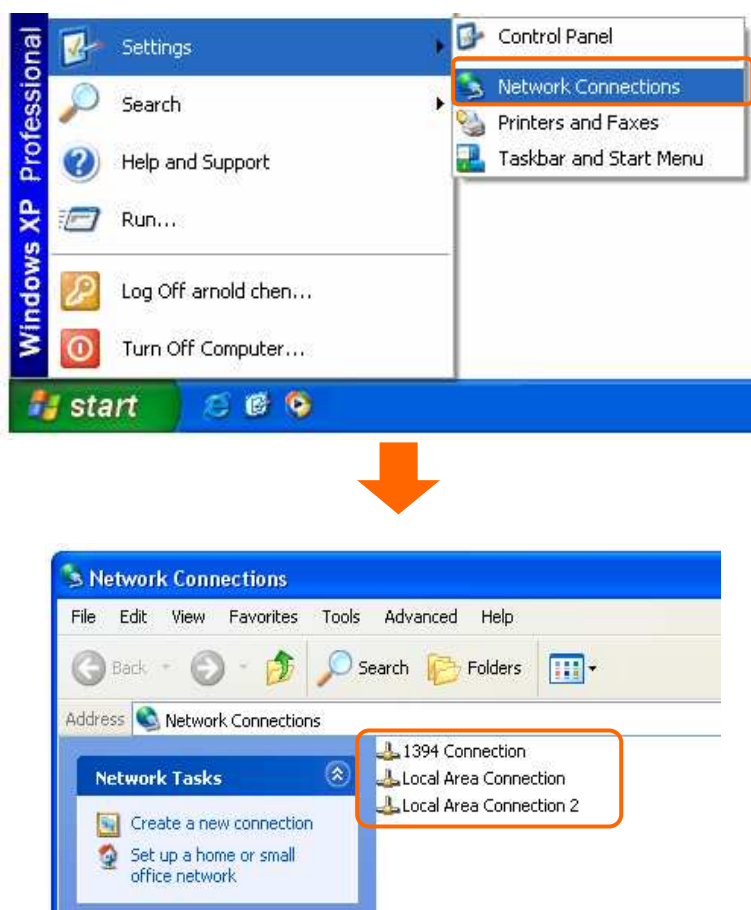 Windows XP Professional
Settings
Search
Help and Support
Run...
Log Off arnold chen...
Turn Off Computer...
Control Panel
Network Connections
Printers and Faxes
Taskbar and Start Menu
start
Network Connections
File Edit View Favorites Tools Advanced Help
Back Search Folders
Address Network Connections
Network Tasks
Create a new connection
Set up a home or small
office network
1394 Connection
Local Area Connection
Local Area Connection 2